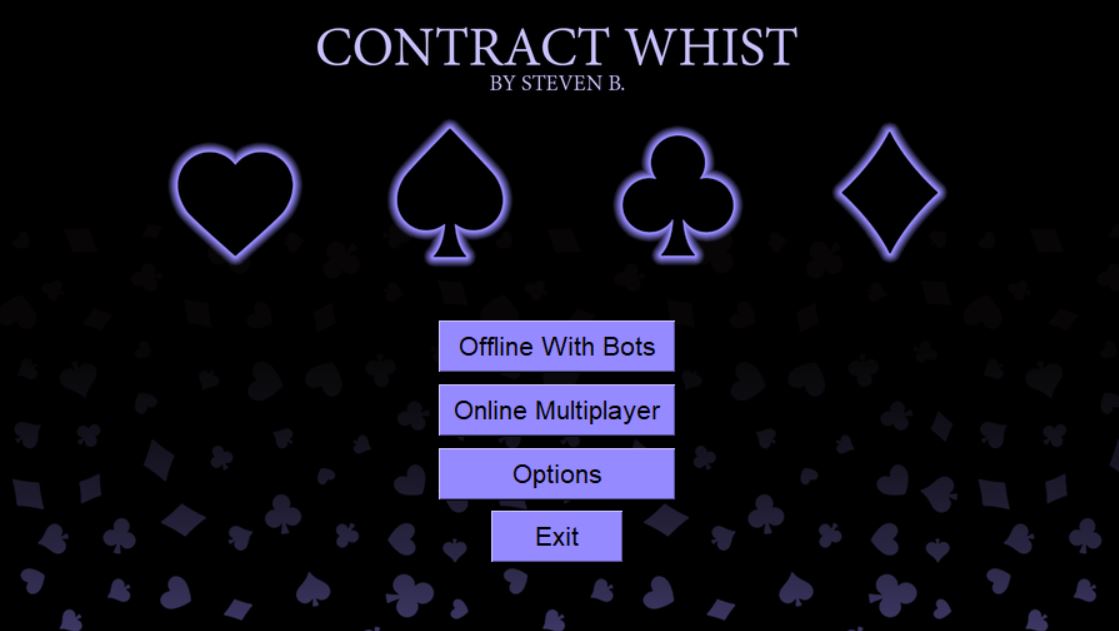 CONTRACT WHIST
BY STEVEN B.
Offline With Bots
Online Multiplayer
Options
Exit